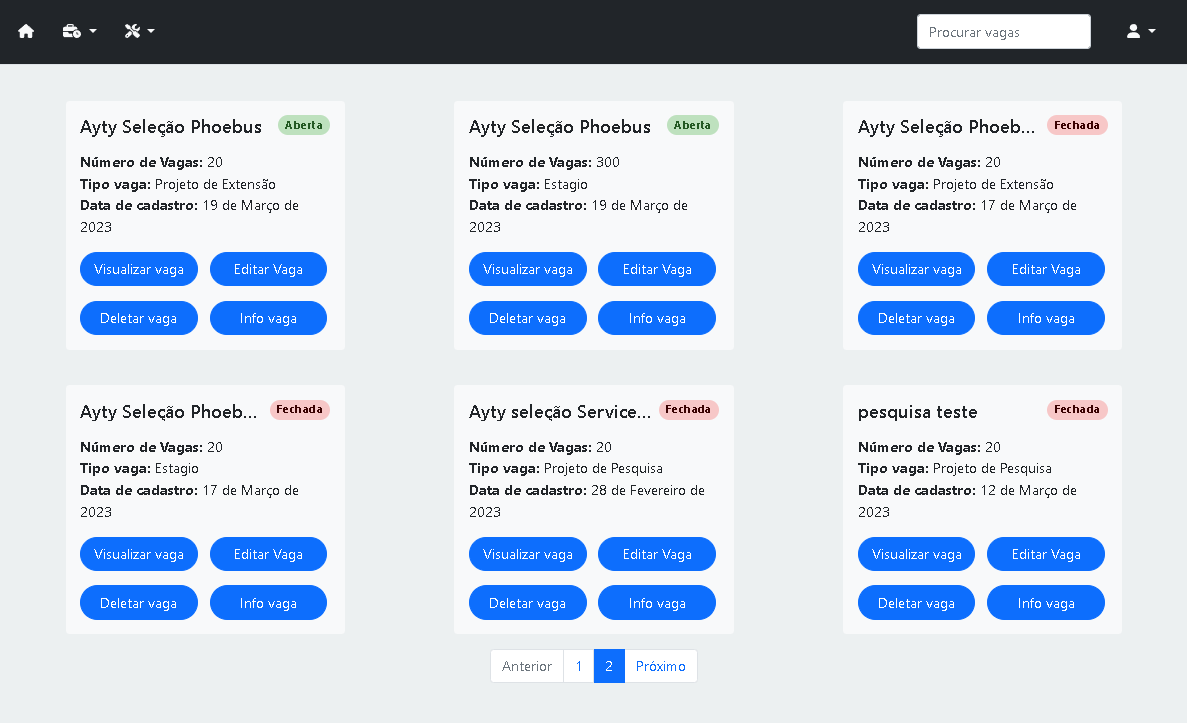 Procurar vagas
Ayty Seleção Phoebus Aberta
Número de Vagas: 20
Tipo vaga: Projeto de Extensão
Data de cadastro: 19 de Março de
2023
Visualizar vaga Editar Vaga
Deletar vaga Info vaga
Ayty Seleção Phoebus Aberta
Número de Vagas: 300
Tipo vaga: Estagio
Data de cadastro: 19 de Março de
2023
Visualizar vaga Editar Vaga
Deletar vaga Info vaga
Ayty Seleção Phoeb... Fechada
Número de Vagas: 20
Tipo vaga: Projeto de Extensão
Data de cadastro: 17 de Março de
2023
Visualizar vaga Editar Vaga
Deletar vaga Info vaga
Ayty Seleção Phoeb... Fechada
Número de Vagas: 20
Tipo vaga: Estagio
Data de cadastro: 17 de Março de
2023
Visualizar vaga Editar Vaga
Deletar vaga Info vaga
Ayty seleção Service... Fechada
Número de Vagas: 20
Tipo vaga: Projeto de Pesquisa
Data de cadastro: 28 de Fevereiro de
2023
Visualizar vaga Editar Vaga
Deletar vaga Info vaga
pesquisa teste Fechada
Número de Vagas: 20
Tipo vaga: Projeto de Pesquisa
Data de cadastro: 12 de Março de
2023
Visualizar vaga Editar Vaga
Deletar vaga Info vaga
Anterior 1 2 Próximo